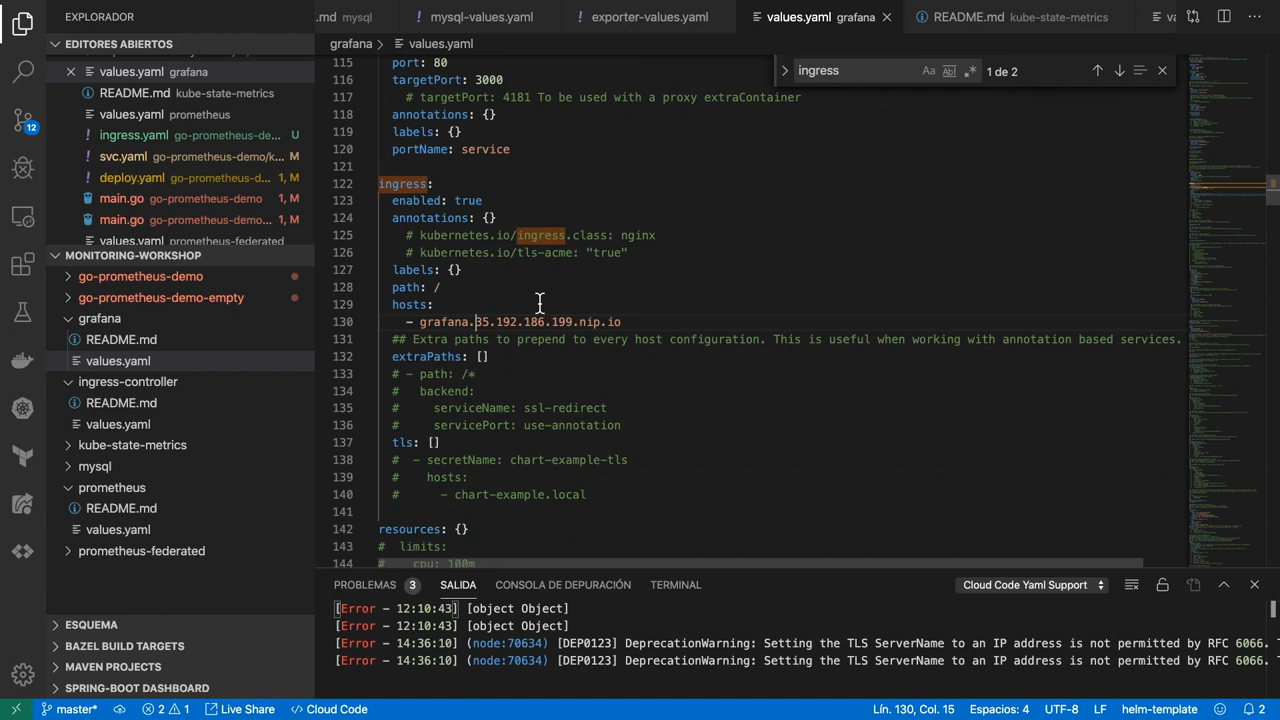 EXPLORADOR
EDITORES ABIERTOS
values.yaml grafana
README.md kube-state-metrics
values.yaml prometheus
ingress.yaml go-prometheus-de... U
svc.yaml go-prometheus-demo/k... M
deploy.yaml go-prometheus-d... 1, M
main.go go-prometheus-demo 1, M
main.go go-prometheus-demo... 1, M
values.yaml prometheus-federated
12
MONITORING-WORKSHOP
go-prometheus-demo
go-prometheus-demo-empty
grafana
README.md
values.yaml
ingress-controller
README.md
values.yaml
kube-state-metrics
mysql
prometheus
README.md
values.yaml
prometheus-federated
ESQUEMA
BAZEL BUILD TARGETS
MAVEN PROJECTS
SPRING-BOOT DASHBOARD
.md mysql
mysql-values.yaml
exporter-values.yaml
values.yaml grafana
README.md kube-state-metrics
va
grafana > values.yaml
ingress
Aa Abl .*
1 de 2
115 port: 80
116 targetPort: 3000
117 # targetPort: 4181 To be used with a proxy extraContainer
118 annotations: {}
119 labels: {}
120 portName: service
121
122 ingress:
123 enabled: true
124 annotations: {}
125 # kubernetes.io/ingress.class: nginx
126 # kubernetes.io/tls-acme: "true"
127 labels: {}
128 path: /
129 hosts:
130 - grafana.35.192.186.199.nip.io
131 ## Extra paths to prepend to every host configuration. This is useful when working with annotation based services.
132 extraPaths: []
133 # - path: /*
134 # backend:
135 # serviceName: ssl-redirect
136 # servicePort: use-annotation
137 tls: []
138 # - secretName: chart-example-tls
139 # hosts:
140 # - chart-example.local
141
142 resources: {}
143 # limits:
144 # cpu: 100m
PROBLEMAS 3 SALIDA CONSOLA DE DEPURACIÓN TERMINAL
Cloud Code Yaml Support
[Error - 12:10:43] [object Object]
[Error - 12:10:43] [object Object]
[Error - 14:36:10] (node:70634) [DEP0123] DeprecationWarning: Setting the TLS ServerName to an IP address is not permitted by RFC 6066. T
[Error - 14:36:10] (node:70634) [DEP0123] DeprecationWarning: Setting the TLS ServerName to an IP address is not permitted by RFC 6066. T
master* 2 1 Live Share Cloud Code
Lín. 130, Col. 15 Espacios: 4 UTF-8 LF helm-template 2